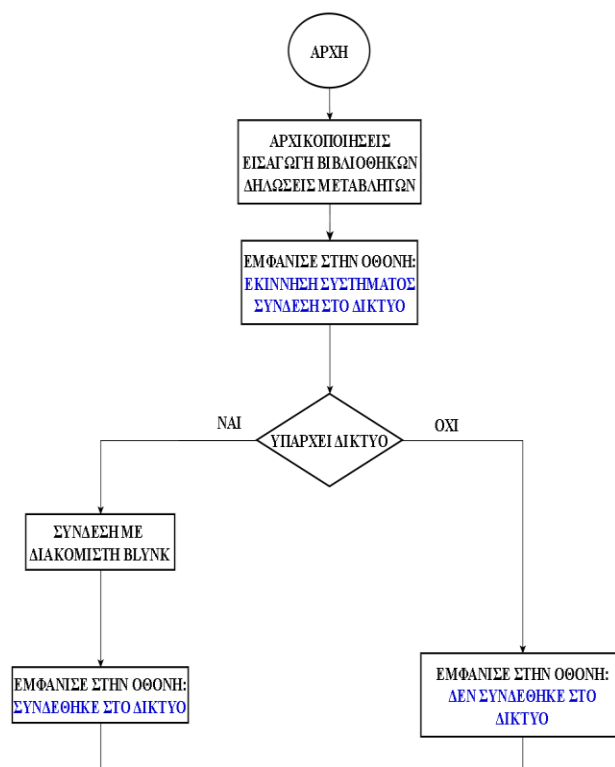 ΑΡΧΗ
ΑΡΧΙΚΟΠΟΙΗΣΕΙΣ
ΕΙΣΑΓΩΓΗ ΒΙΒΛΙΟΘΗΚΩΝ
ΔΗΛΩΣΕΙΣ ΜΕΤΑΒΛΗΤΩΝ
ΕΜΦΑΝΙΣΕ ΣΤΗΝ ΟΘΟΝΗ:
ΕΚΙΝΝΗΣΗ ΣΥΣΤΗΜΑΤΟΣ
ΣΥΝΔΕΣΗ ΣΤΟ ΔΙΚΤΥΟ
ΥΠΑΡΧΕΙ ΔΙΚΤΥΟ
ΝΑΙ
ΟΧΙ
ΣΥΝΔΕΣΗ ΜΕ
ΔΙΑΚΟΜΙΣΤΗ BLYNK
ΕΜΦΑΝΙΣΕ ΣΤΗΝ ΟΘΟΝΗ:
ΣΥΝΔΕΘΗΚΕ ΣΤΟ ΔΙΚΤΥΟ
ΕΜΦΑΝΙΣΕ ΣΤΗΝ ΟΘΟΝΗ:
ΔΕΝ ΣΥΝΔΕΘΗΚΕ ΣΤΟ
ΔΙΚΤΥΟ